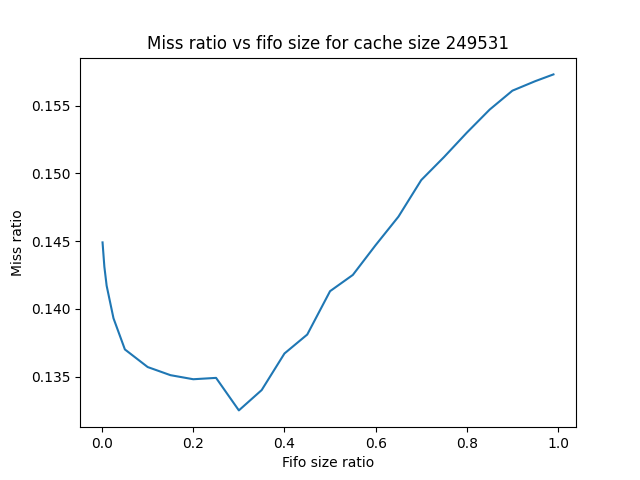 Miss ratio vs fifo size for cache size 249531
0.155
0.150
0.145
0.140
0.135
Miss ratio
0.0 0.2 0.4 0.6 0.8 1.0
Fifo size ratio